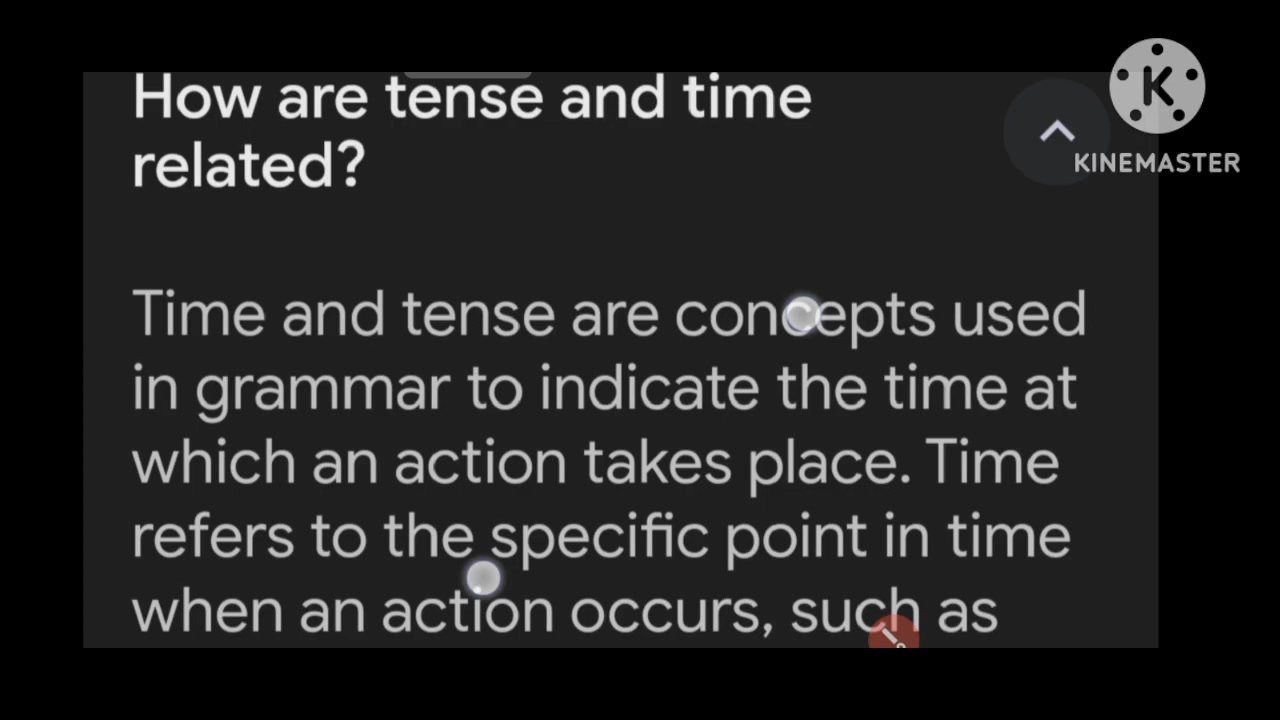 How are tense and time
related?
KINEMASTER
Time and tense are concepts used
in grammar to indicate the time at
which an action takes place. Time
refers to the specific point in time
when an action occurs, such as